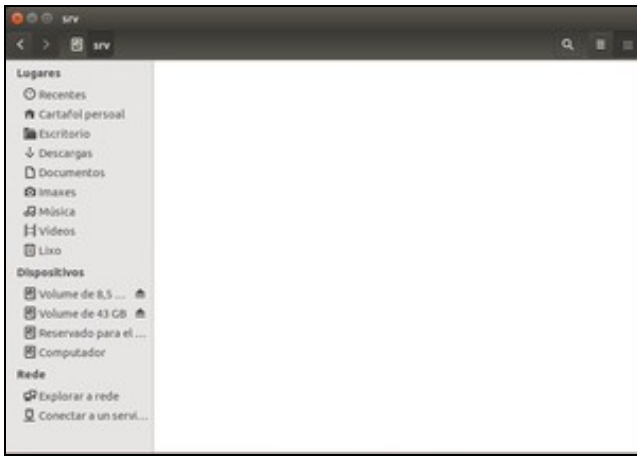 srv
srv
Lugares
Recentes
Cartafol persoal
Escritorio
Descargas
Documentos
Imaxes
Música
Vídeos
Lixo
Dispositivos
Volume de 8,5 ...
Volume de 43 GB
Reservado para el ...
Computador
Rede
Explorar a rede
Conectar a un servi...